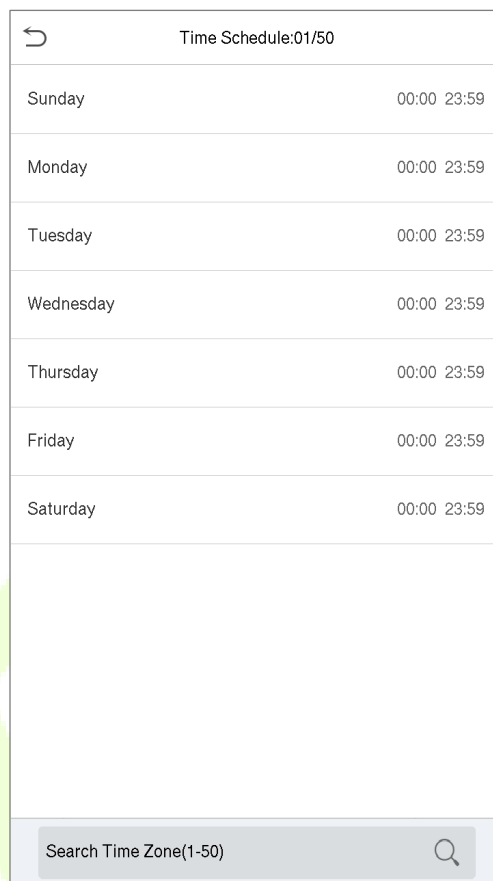 Time Schedule:01/50
Sunday 00:00 23:59
Monday 00:00 23:59
Tuesday 00:00 23:59
Wednesday 00:00 23:59
Thursday 00:00 23:59
Friday 00:00 23:59
Saturday 00:00 23:59
Search Time Zone(1-50)